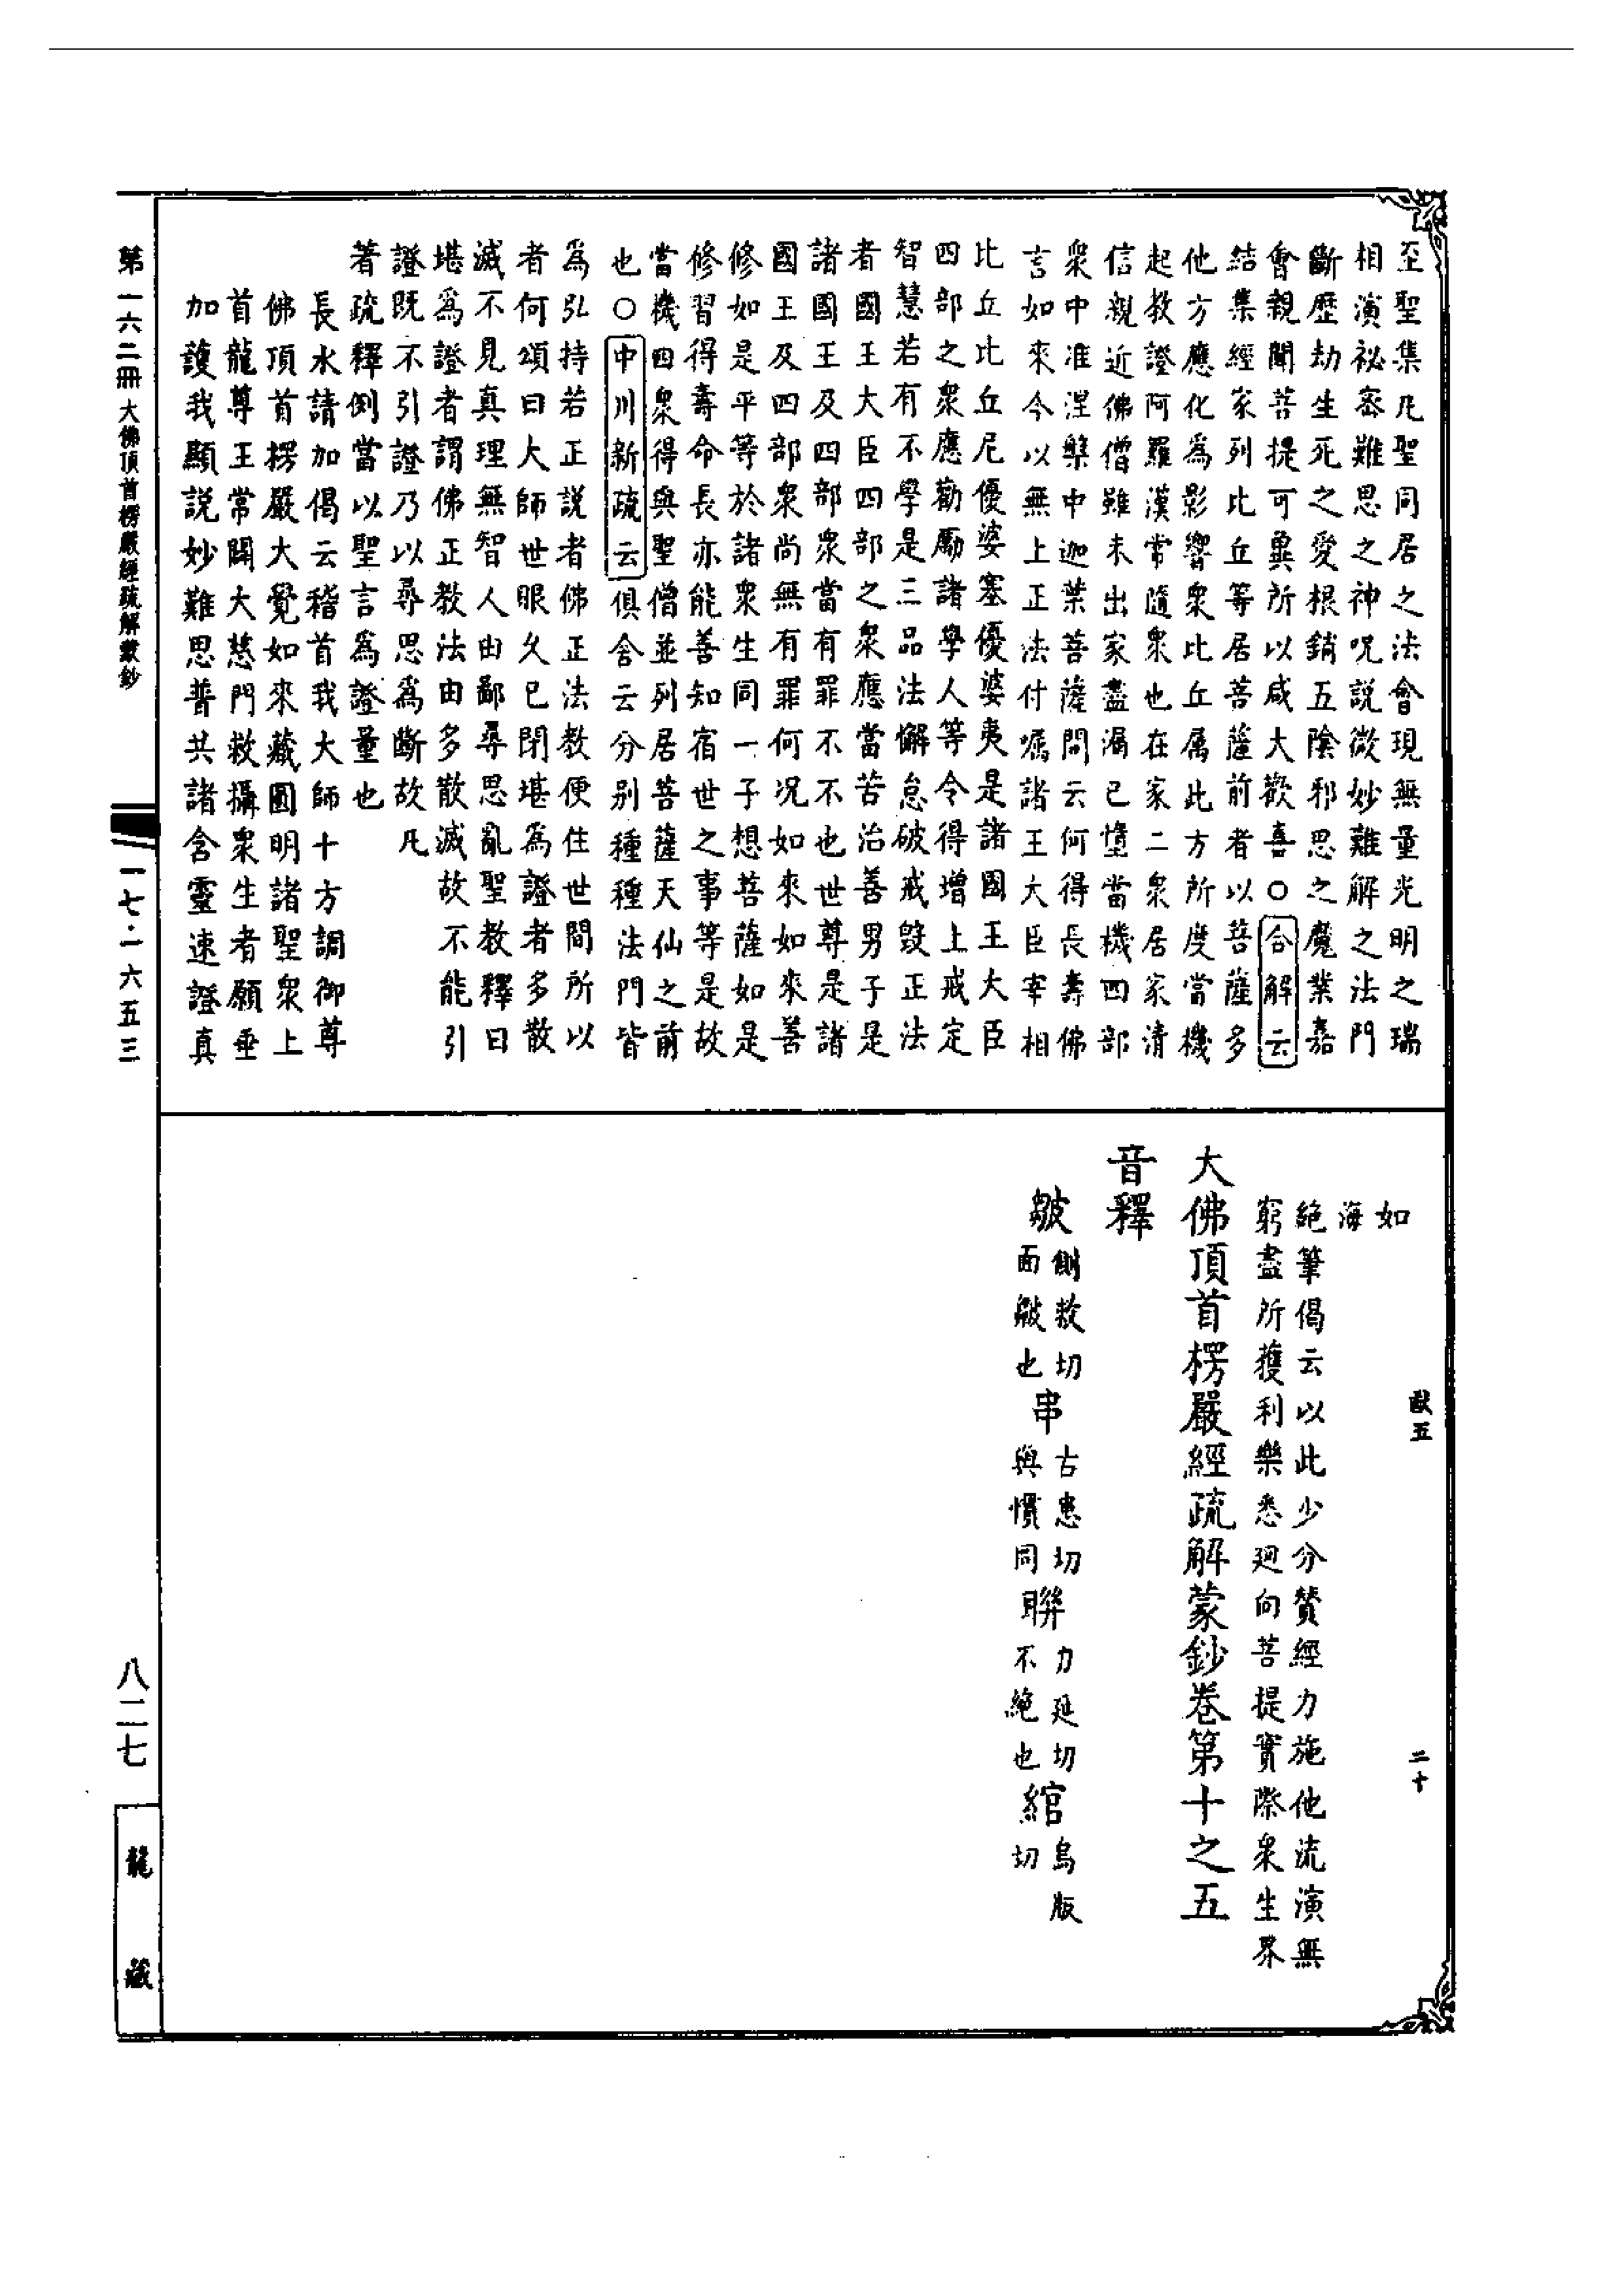 至聖集凡聖同居之法會現無量光明之瑞
相演祕密難思之神呪說微妙難解之法門
斷歷劫生死之愛根銷五陰邪思之魔業嘉
會親聞菩提可冀所以咸大歡喜○合解云
結集經家列比丘等居菩薩前者以菩薩多
他方應化為影響衆比丘属此方所度當機
起教證阿羅漢常隨衆也在家二衆居家清
信親近佛僧雖未出家盡漏已墮當機四部
衆中准涅槃中迦葉菩薩問云何得長壽佛
言如來今以無上正法付囑諸王大臣宰相
比丘比丘尼優婆塞優婆夷是諸國王大臣
四部之衆應勸勵諸學人等令得增上戒定
智慧若有不學是三品法懈怠破戒毀正法
者國王大臣四部之衆應當苦治善男子是
諸國王及四部衆當有罪不不也世尊是諸
國王及四部衆尚無有罪何况如來如來善
修如是平等於諸衆生同一子想菩薩如是
修習得壽命長亦能善知宿世之事等是故
當機四衆得與聖僧並列居菩薩天仙之前
也○中川新疏云俱舍云分别種種法門皆
為弘持若正說者佛正法教便住世間所以
者何頌曰大師世眼久已閉堪為證者多散
滅不見真理無智人由鄙尋思亂聖教釋曰
堪為證者謂佛正教法由多散滅故不能引
證既不引證乃以尋思為斷故凡
著疏釋倒當以聖言為證量也
長水請加偈云稽首我大師十方調御尊
佛頂首楞嚴大覺如來藏圓明諸聖衆上
首龍尊王常開大慈門救攝衆生者願垂
加護我顯説妙難思普共諸含靈速證真
如
海
絶筆偈云以此少分賛經力施他流演無
窮盡所獲利樂悉廻向菩提實際衆生界
大佛頂首楞嚴經疏解蒙鈔卷第十之五
音釋
皺側救切面皺也串古患切與慣同聨力延切不絶也綰烏版切
猷五
二十
第一六二冊 大佛頂首楞嚴經疏解蒙鈔
一七·一六五三
八二七
龍藏